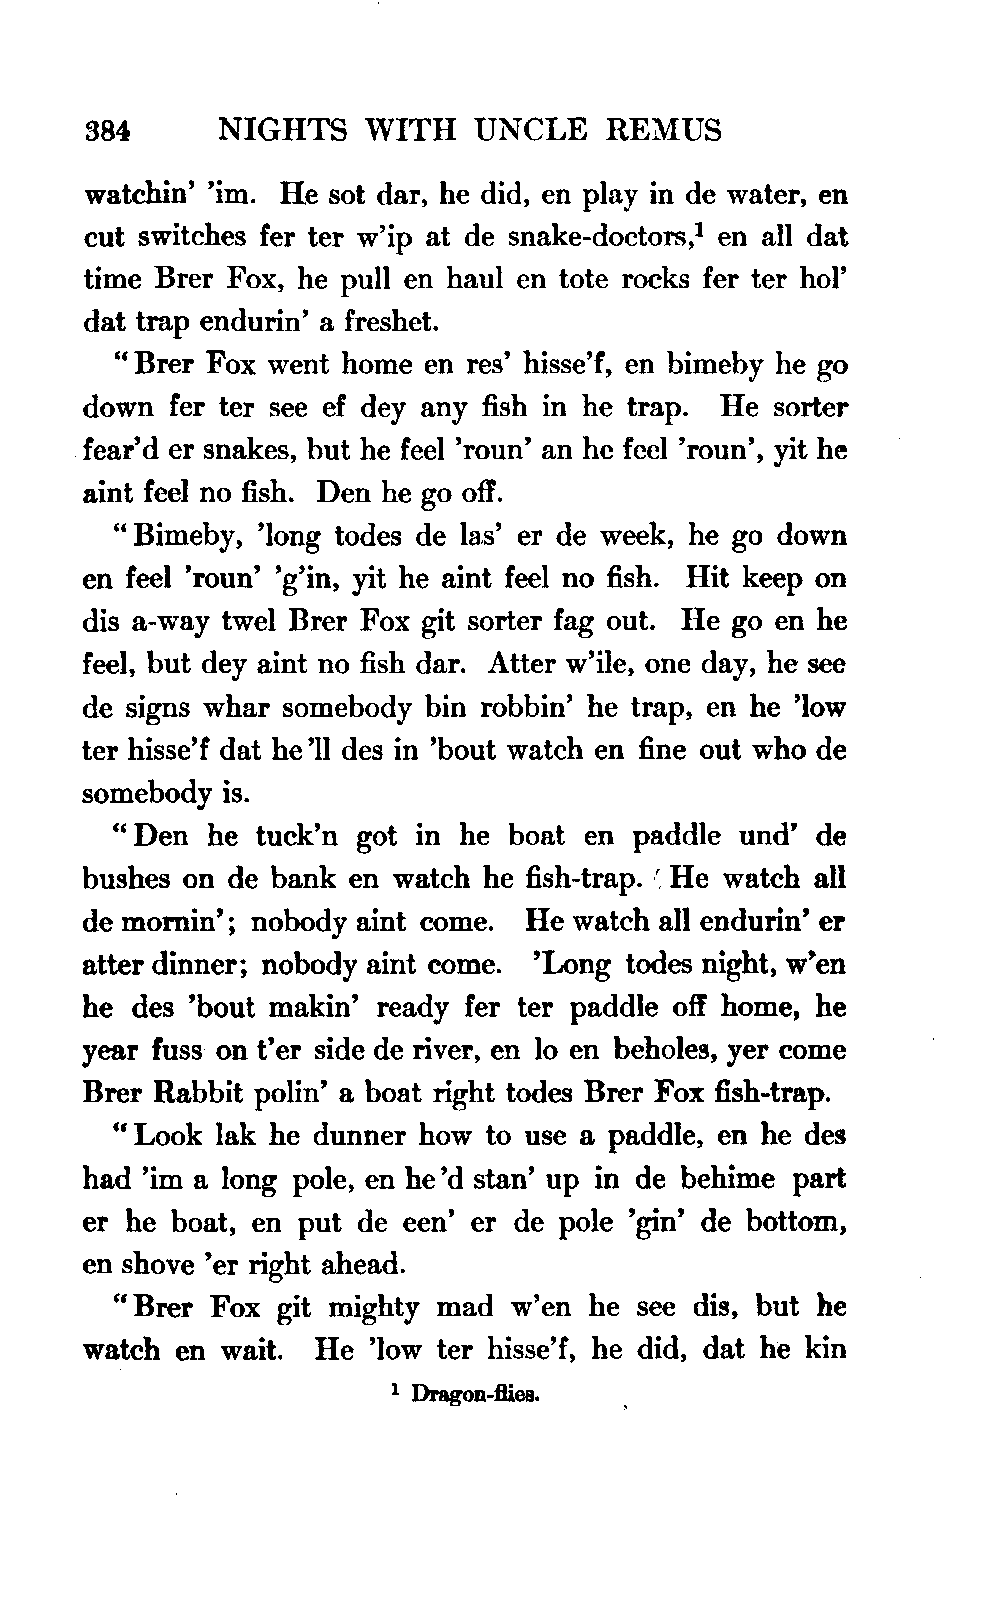 384 NIGHTS WITH UNCLE REMUS
watchin' 'im. He sot dar, he did, en play in de water, en
cut switches fer ter w'ip at de snake-doctors,¹ en all dat
time Brer Fox, he pull en haul en tote rocks fer ter hol'
dat trap endurin' a freshet.
"Brer Fox went home en res' hisse'f, en bimeby he go
down fer ter see ef dey any fish in he trap. He sorter
fear'd er snakes, but he feel 'roun' an he feel 'roun', yit he
aint feel no fish. Den he go off.
"Bimeby, 'long todes de las' er de week, he go down
en feel 'roun' 'g'in, yit he aint feel no fish. Hit keep on
dis a-way twel Brer Fox git sorter fag out. He go en he
feel, but dey aint no fish dar. Atter w'ile, one day, he see
de signs whar somebody bin robbin' he trap, en he 'low
ter hisse'f dat he'll des in 'bout watch en fine out who de
somebody is.
"Den he tuck'n got in he boat en paddle und' de
bushes on de bank en watch he fish-trap. He watch all
de mornin'; nobody aint come. He watch all endurin' er
atter dinner; nobody aint come. 'Long todes night, w'en
he des 'bout makin' ready fer ter paddle off home, he
year fuss on t'er side de river, en lo en beholes, yer come
Brer Rabbit polin' a boat right todes Brer Fox fish-trap.
"Look lak he dunner how to use a paddle, en he des
had 'im a long pole, en he'd stan' up in de behime part
er he boat, en put de een' er de pole 'gin' de bottom,
en shove 'er right ahead.
"Brer Fox git mighty mad w'en he see dis, but he
watch en wait. He 'low ter hisse'f, he did, dat he kin
¹ Dragon-flies.